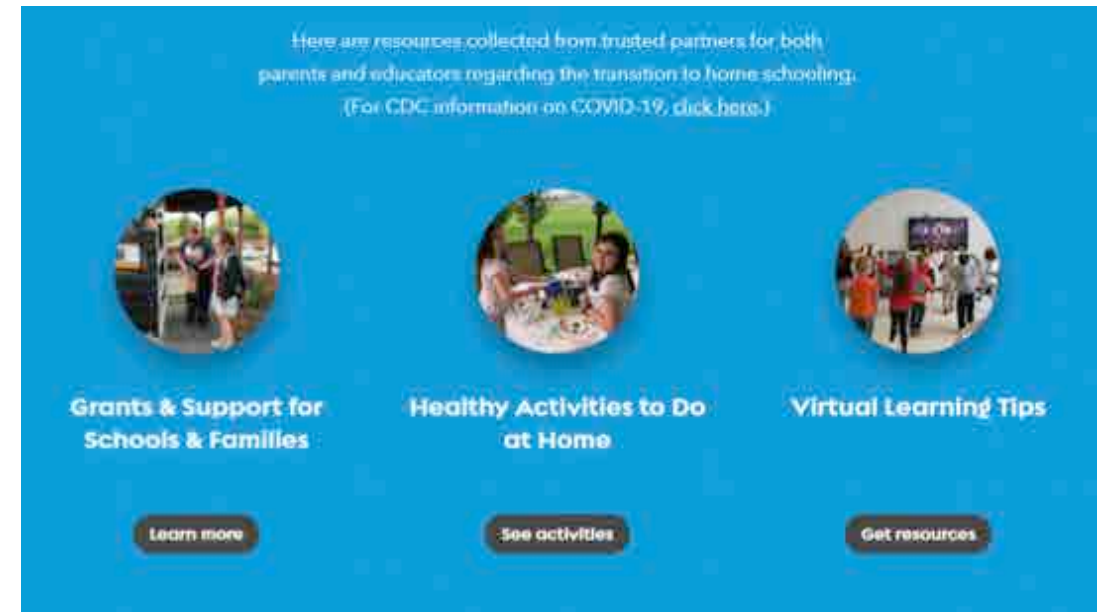 Here are resources collected from trusted partners for both
parents and educators regarding the transition to home schooling.
(For CDC information on COVID-19, click here.)
Grants & Support for
Schools & Families
Healthy Activities to Do
at Home
Virtual Learning Tips
Learn more
See activities
Get resources